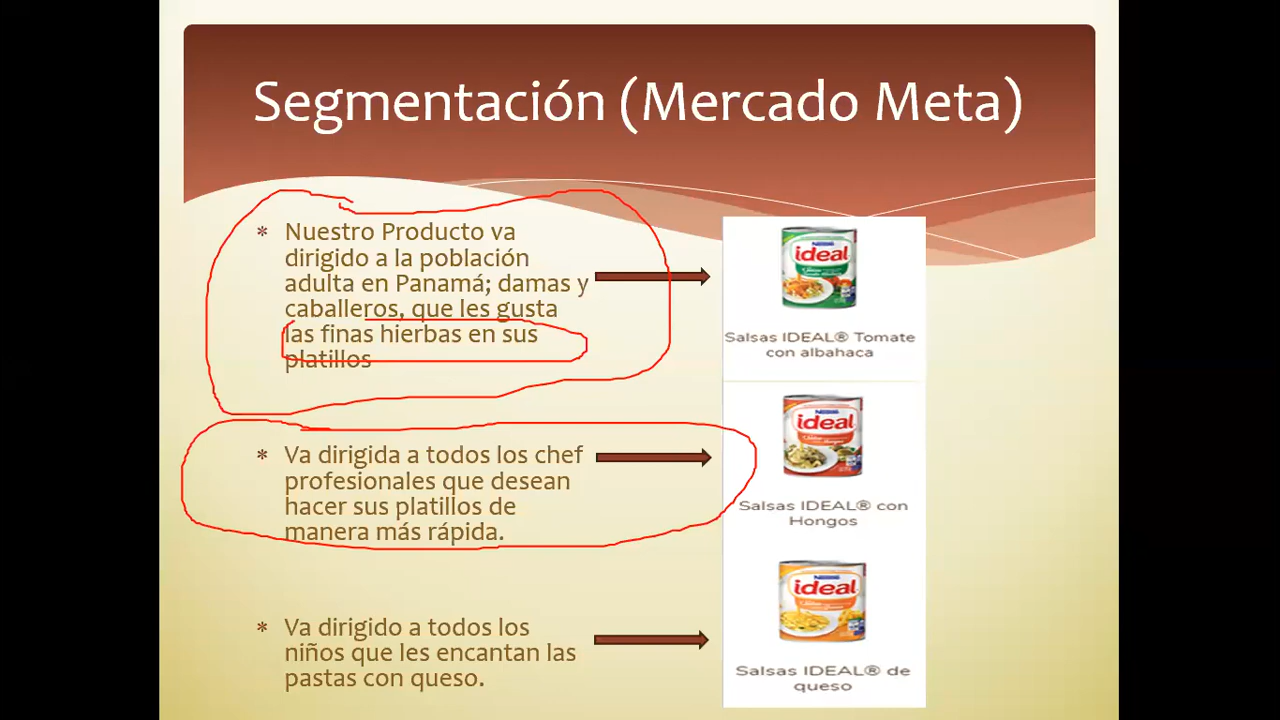 Segmentación (Mercado Meta)
* Nuestro Producto va
dirigido a la población
adulta en Panamá; damas y
caballeros, que les gusta
las finas hierbas en sus
platillos
Nestlé
ideal
Salsas IDEAL® Tomate
con albahaca
* Va dirigida a todos los chef
profesionales que desean
hacer sus platillos de
manera más rápida.
Nestlé
ideal
Salsas IDEAL® con
Hongos
* Va dirigido a todos los
niños que les encantan las
pastas con queso.
Nestlé
ideal
Salsas IDEAL® de
queso